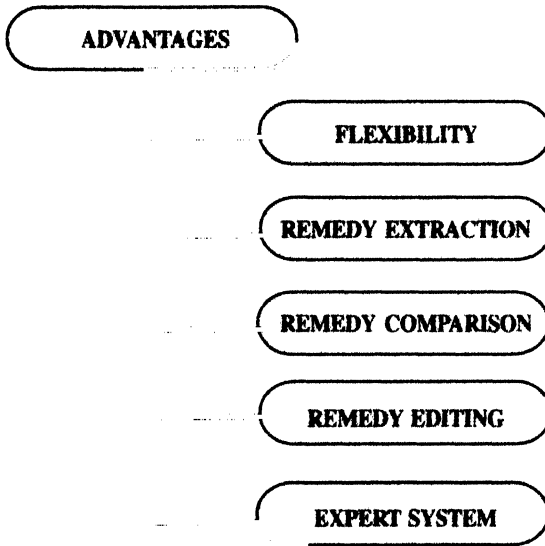 ADVANTAGES
FLEXIBILITY
REMEDY EXTRACTION
REMEDY COMPARISON
REMEDY EDITING
EXPERT SYSTEM